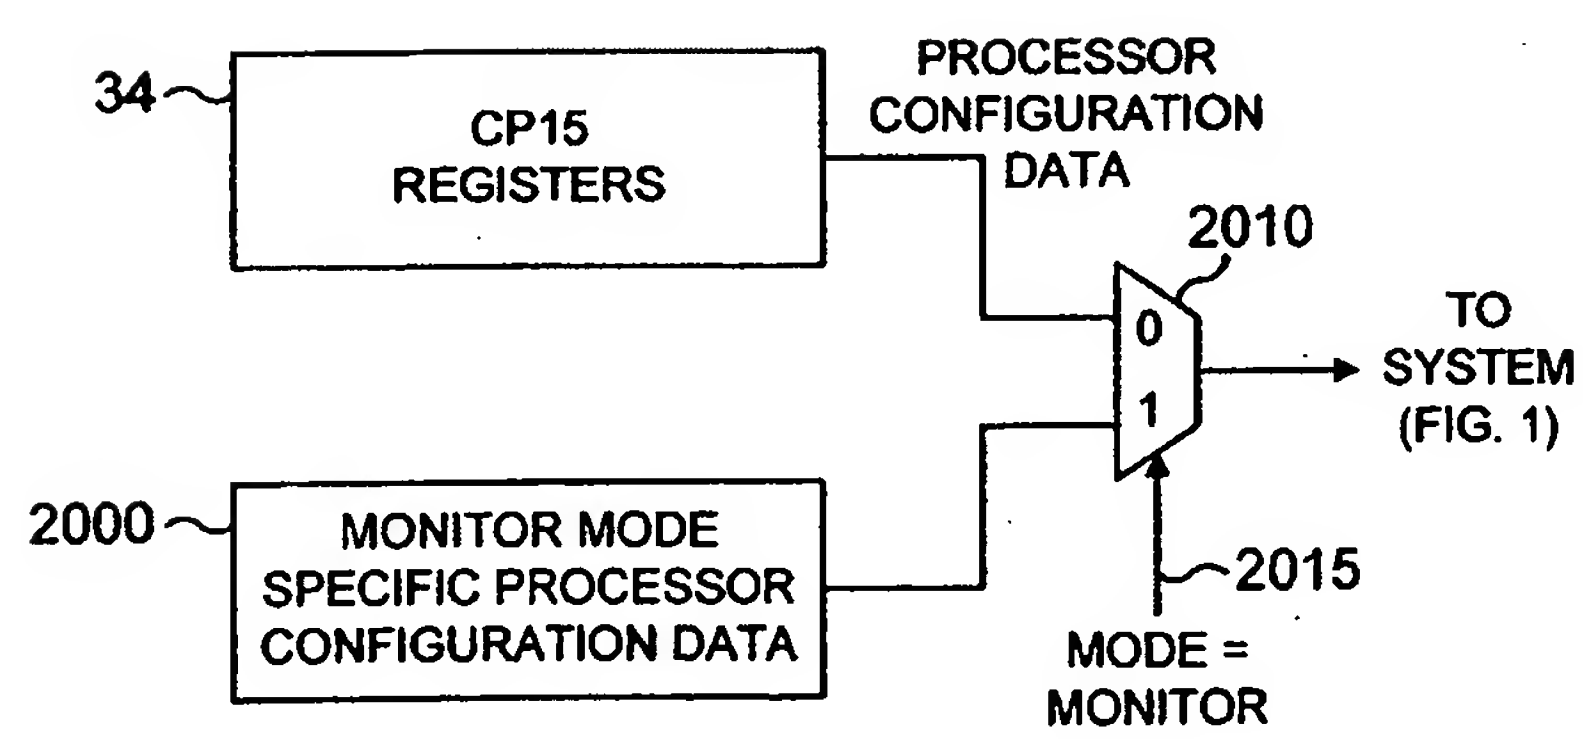 34
CP15
REGISTERS
PROCESSOR
CONFIGURATION
DATA
2010
0
1
TO
SYSTEM
(FIG. 1)
2000
MONITOR MODE
SPECIFIC PROCESSOR
CONFIGURATION DATA
2015
MODE =
MONITOR